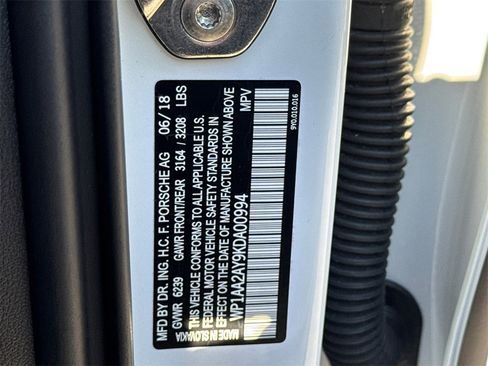 MFD BY DR. ING. H.C. F. PORSCHE AG 06/18
GVWR 6239 GAWR FRONT/REAR 3164 / 3208 LBS
THIS VEHICLE CONFORMS TO ALL APPLICABLE U.S.
FEDERAL MOTOR VEHICLE SAFETY STANDARDS IN
EFFECT ON THE DATE OF MANUFACTURE SHOWN ABOVE
WP1AA2AY9KDA00994 MPV
MADE IN SLOVAKIA
9Y0.010.016